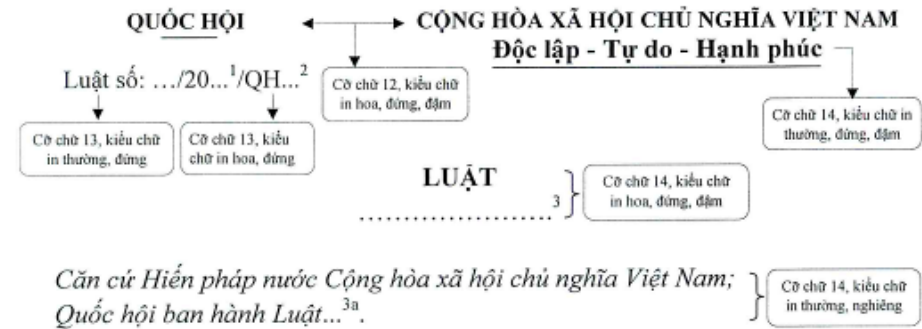 QUỐC HỘI
CỘNG HÒA XÃ HỘI CHỦ NGHĨA VIỆT NAM
Độc lập - Tự do - Hạnh phúc
Luật số: .../20...1/QH...2
Cỡ chữ 12, kiểu chữ
in hoa, đứng, đậm
Cỡ chữ 14, kiểu chữ in
thường, đứng, đậm
Cỡ chữ 13, kiểu chữ
in thường, đứng
Cỡ chữ 13, kiểu
chữ in hoa, đứng
LUẬT
.............................. 3
Cỡ chữ 14, kiểu chữ
in hoa, đứng, đậm
Căn cứ Hiến pháp nước Cộng hòa xã hội chủ nghĩa Việt Nam;
Quốc hội ban hành Luật...3a.
Cỡ chữ 14, kiểu chữ
in thường, nghiêng